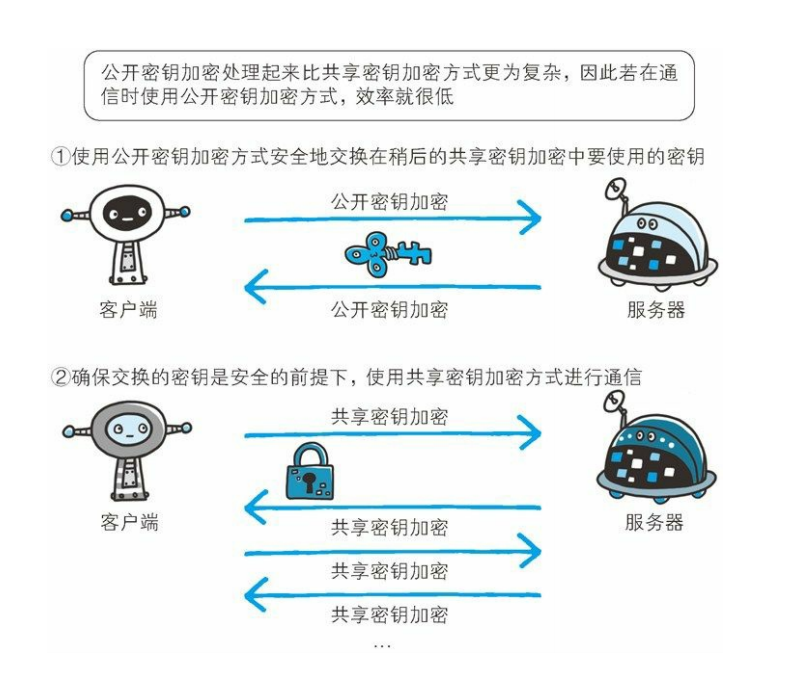 公开密钥加密处理起来比共享密钥加密方式更为复杂，因此若在通
信时使用公开密钥加密方式，效率就很低
①使用公开密钥加密方式安全地交换在稍后的共享密钥加密中要使用的密钥
公开密钥加密
客户端
公开密钥加密
服务器
②确保交换的密钥是安全的前提下，使用共享密钥加密方式进行通信
共享密钥加密
客户端
服务器
共享密钥加密
共享密钥加密
共享密钥加密
…